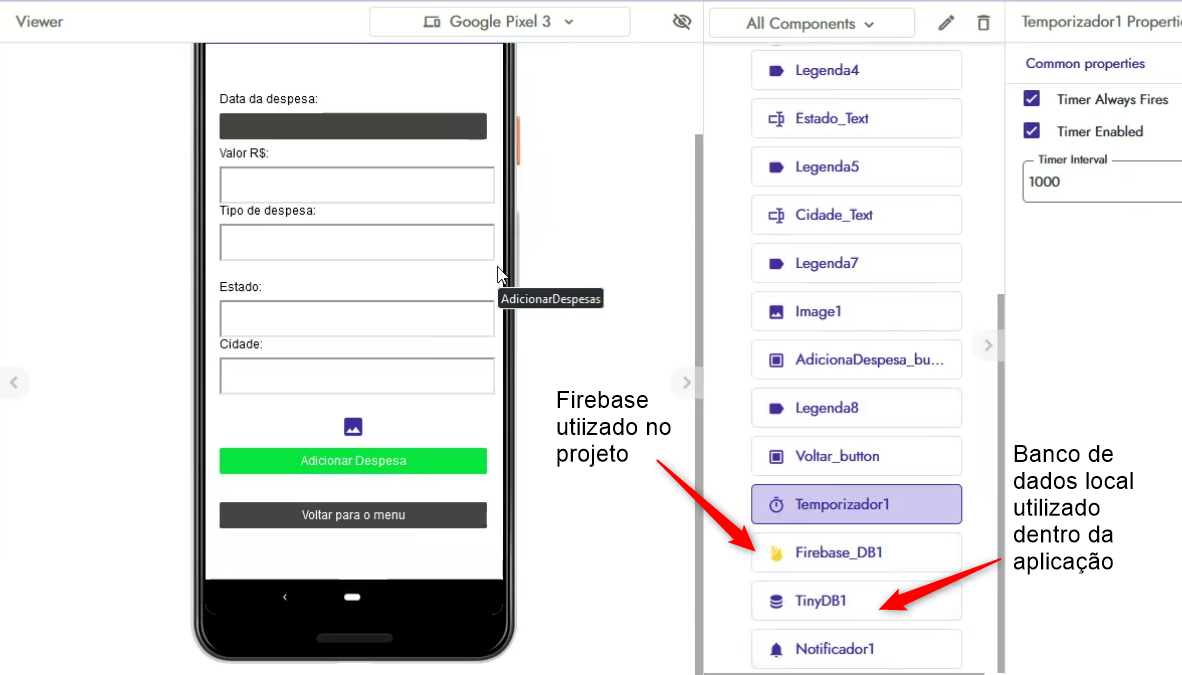 Viewer
Google Pixel 3
All Components
Temporizador1 Properti
Common properties
Timer Always Fires
Timer Enabled
Timer Interval
1000
Data da despesa:
Valor R$:
Tipo de despesa:
Estado:
Cidade:
Adicionar Despesa
Voltar para o menu
AdicionarDespesas
Legenda4
Estado_Text
Legenda5
Cidade_Text
Legenda7
Image1
AdicionaDespesa_bu...
Legenda8
Voltar_button
Temporizador1
Firebase_DB1
TinyDB1
Notificador1
Firebase
utiizado no
projeto
Banco de
dados local
utilizado
dentro da
aplicação